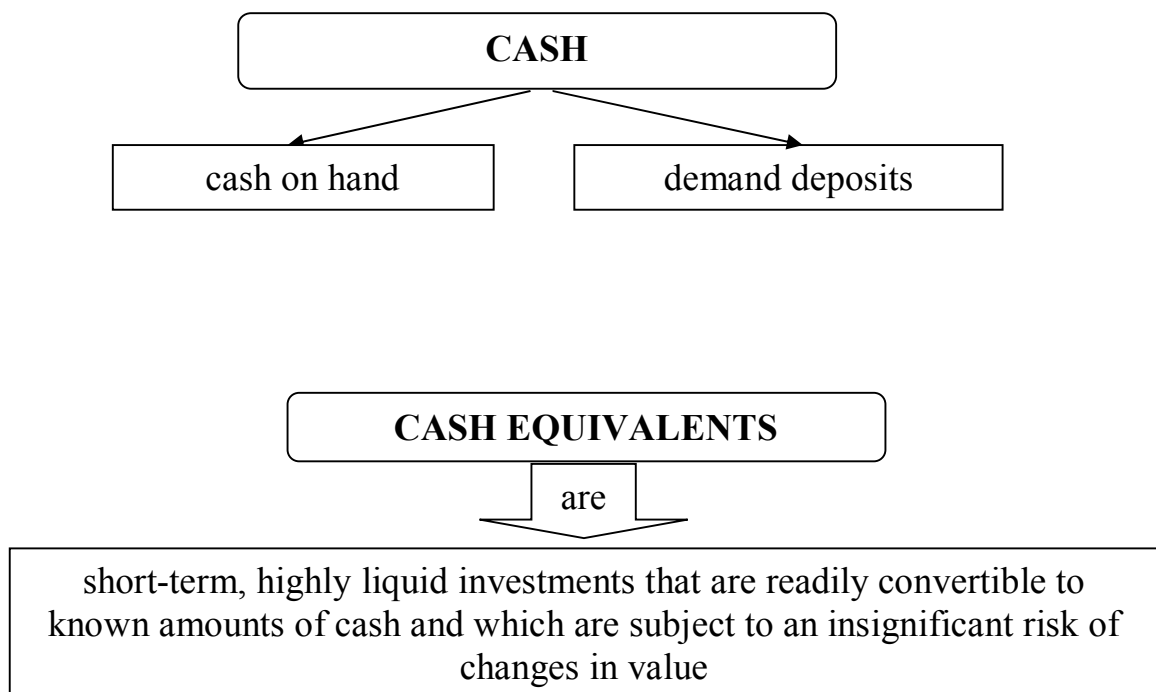 CASH
cash on hand
demand deposits
CASH EQUIVALENTS
are
short-term, highly liquid investments that are readily convertible to
known amounts of cash and which are subject to an insignificant risk of
changes in value